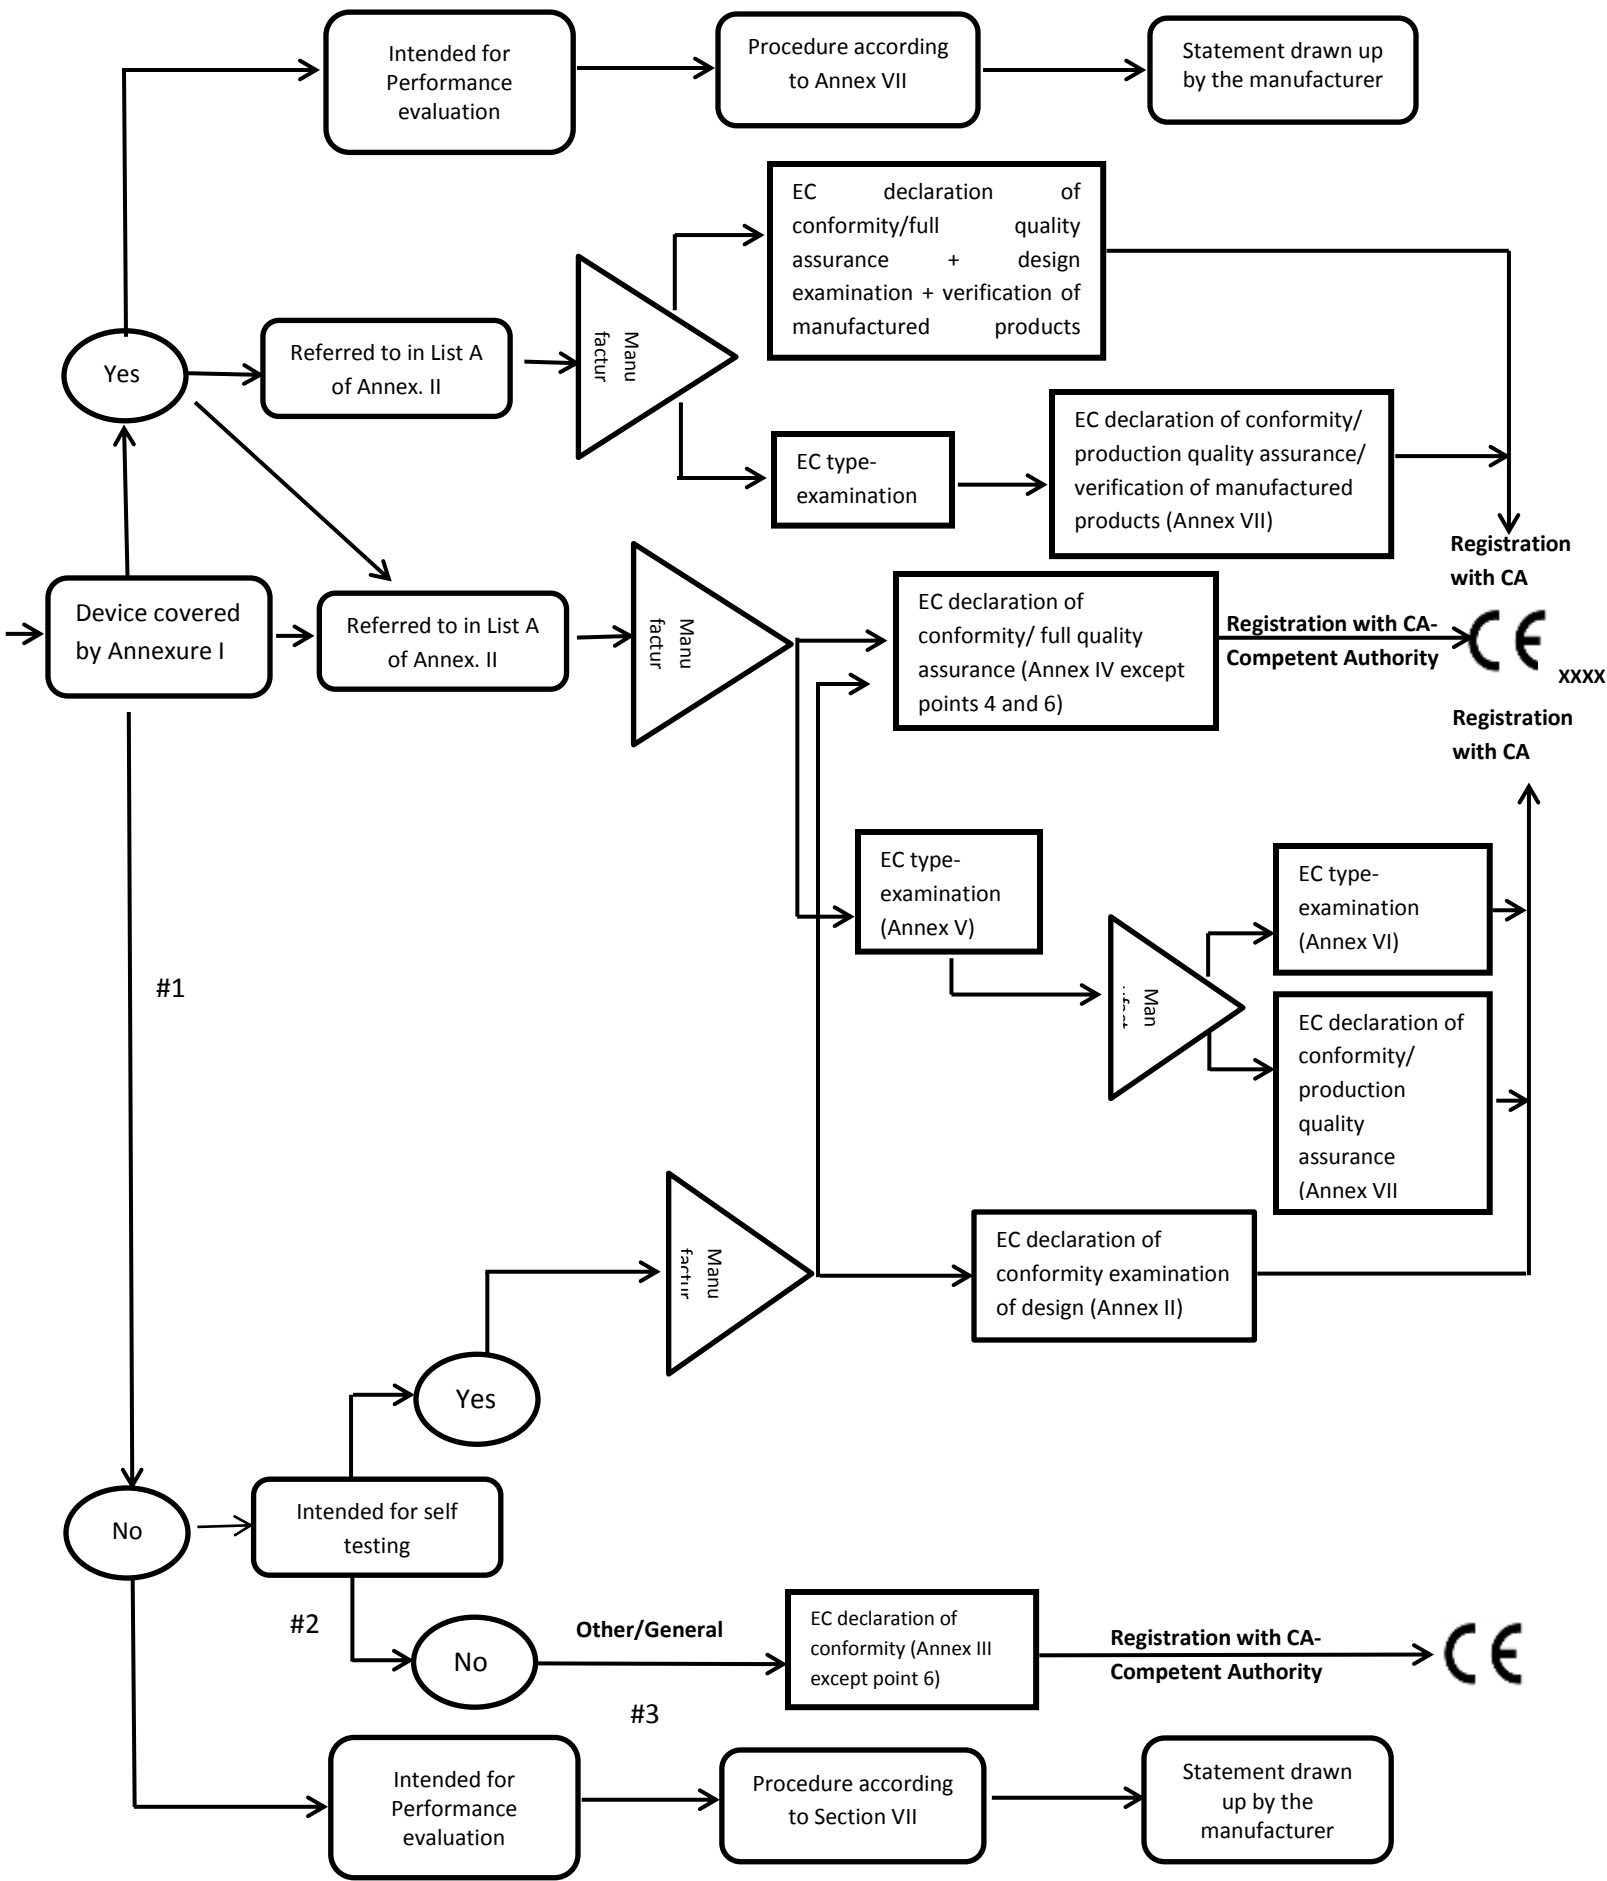 Intended for
Performance
evaluation
Procedure according
to Annex VII
Statement drawn up
by the manufacturer
EC declaration of
conformity/full quality
assurance + design
examination + verification of
manufactured products
Yes
Referred to in List A
of Annex. II
Manu
factur
EC type-
examination
EC declaration of conformity/
production quality assurance/
verification of manufactured
products (Annex VII)
Registration
with CA
Device covered
by Annexure I
Referred to in List A
of Annex. II
Manu
factur
EC declaration of
conformity/ full quality
assurance (Annex IV except
points 4 and 6)
Registration with CA-
Competent Authority
CE
XXXX
Registration
with CA
EC type-
examination
(Annex V)
Man
EC type-
examination
(Annex VI)
#1
EC declaration of
conformity/
production
quality
assurance
(Annex VII
Manu
factur
EC declaration of
conformity examination
of design (Annex II)
Yes
No
Intended for self
testing
#2
No
Other/General
#3
EC declaration of
conformity (Annex III
except point 6)
Registration with CA-
Competent Authority
CE
Intended for
Performance
evaluation
Procedure according
to Section VII
Statement drawn
up by the
manufacturer